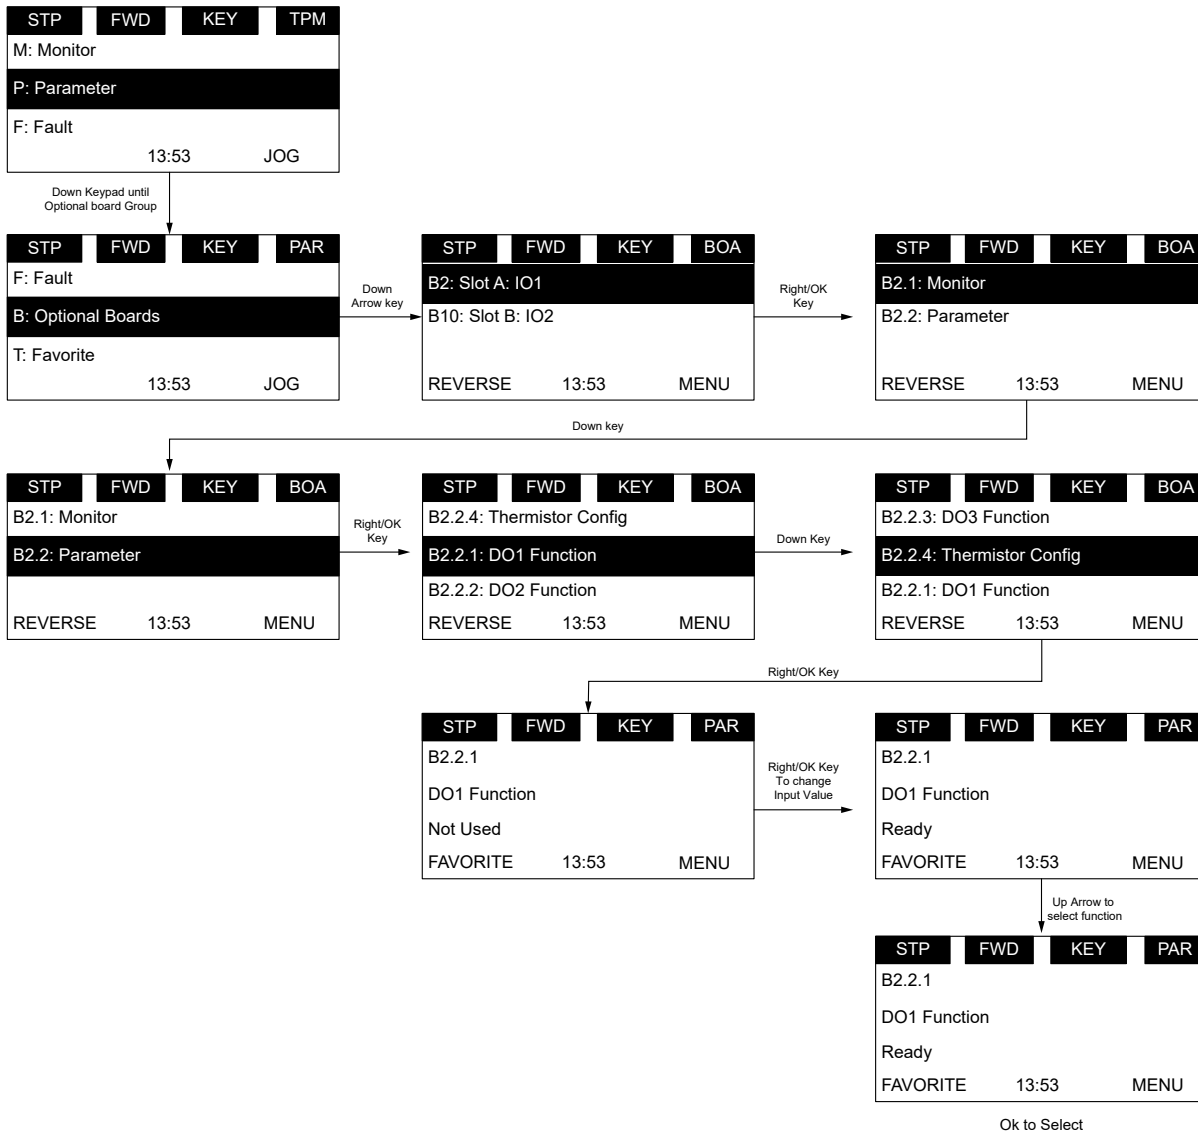 STP FWD KEY TPM
M: Monitor
P: Parameter
F: Fault
13:53 JOG
Down Keypad until
Optional board Group
STP FWD KEY PAR
F: Fault
B: Optional Boards
T: Favorite
13:53 JOG
Down
Arrow key
STP FWD KEY BOA
B2: Slot A: IO1
B10: Slot B: IO2
REVERSE 13:53 MENU
Right/OK
Key
STP FWD KEY BOA
B2.1: Monitor
B2.2: Parameter
REVERSE 13:53 MENU
Down key
STP FWD KEY BOA
B2.1: Monitor
B2.2: Parameter
REVERSE 13:53 MENU
Right/OK
Key
STP FWD KEY BOA
B2.2.4: Thermistor Config
B2.2.1: DO1 Function
B2.2.2: DO2 Function
REVERSE 13:53 MENU
Down Key
STP FWD KEY BOA
B2.2.3: DO3 Function
B2.2.4: Thermistor Config
B2.2.1: DO1 Function
REVERSE 13:53 MENU
Right/OK Key
STP FWD KEY PAR
B2.2.1
DO1 Function
Not Used
FAVORITE 13:53 MENU
Right/OK Key
To change
Input Value
STP FWD KEY PAR
B2.2.1
DO1 Function
Ready
FAVORITE 13:53 MENU
Up Arrow to
select function
STP FWD KEY PAR
B2.2.1
DO1 Function
Ready
FAVORITE 13:53 MENU
Ok to Select